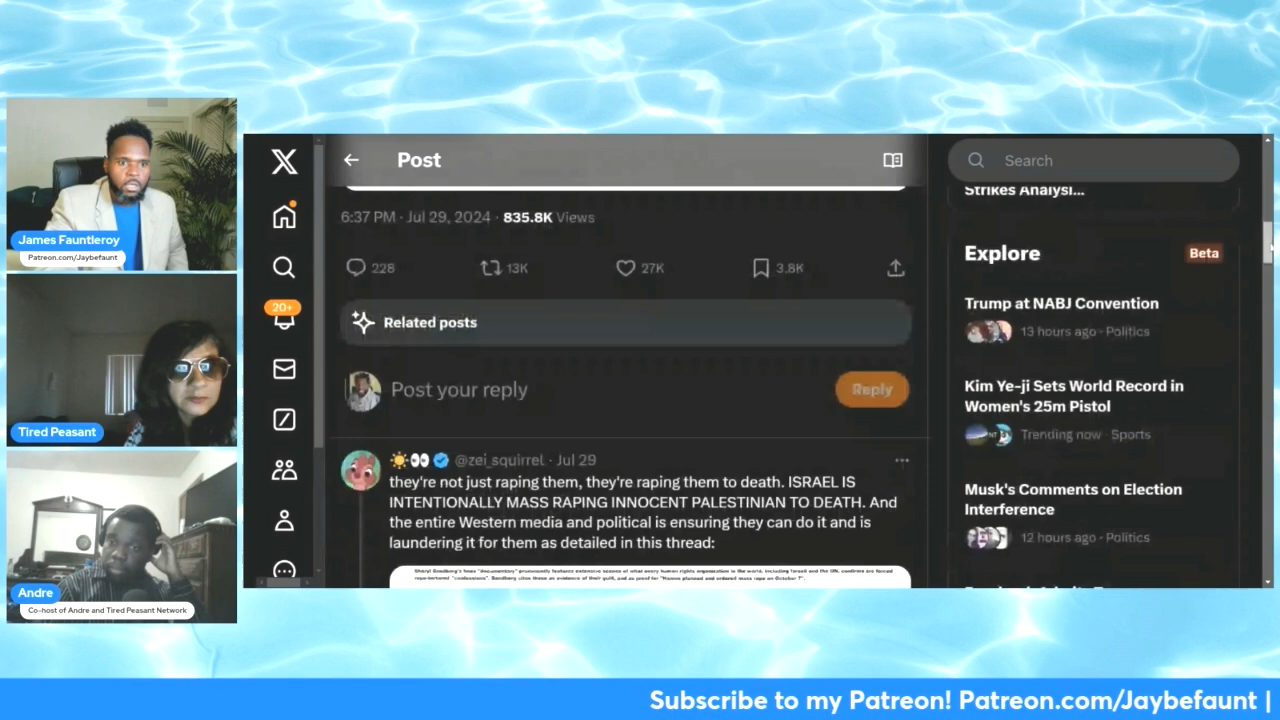 James Fauntleroy
Patreon.com/Jaybefaunt
Tired Peasant
Andre
Co-host of Andre and Tired Peasant Network
Post
6:37 PM · Jul 29, 2024 · 835.8K Views
228
13K
27K
3.8K
20+
Related posts
Post your reply
Reply
@zei_squirrel · Jul 29
they're not just raping them, they're raping them to death. ISRAEL IS
INTENTIONALLY MASS RAPING INNOCENT PALESTINIAN TO DEATH. And
the entire Western media and political is ensuring they can do it and is
laundering it for them as detailed in this thread:
Search
Strikes Analysi...
Explore
Beta
Trump at NABJ Convention
13 hours ago · Politics
Kim Ye-ji Sets World Record in
Women's 25m Pistol
Trending now · Sports
Musk's Comments on Election
Interference
12 hours ago · Politics
Subscribe to my Patreon! Patreon.com/Jaybefaunt |